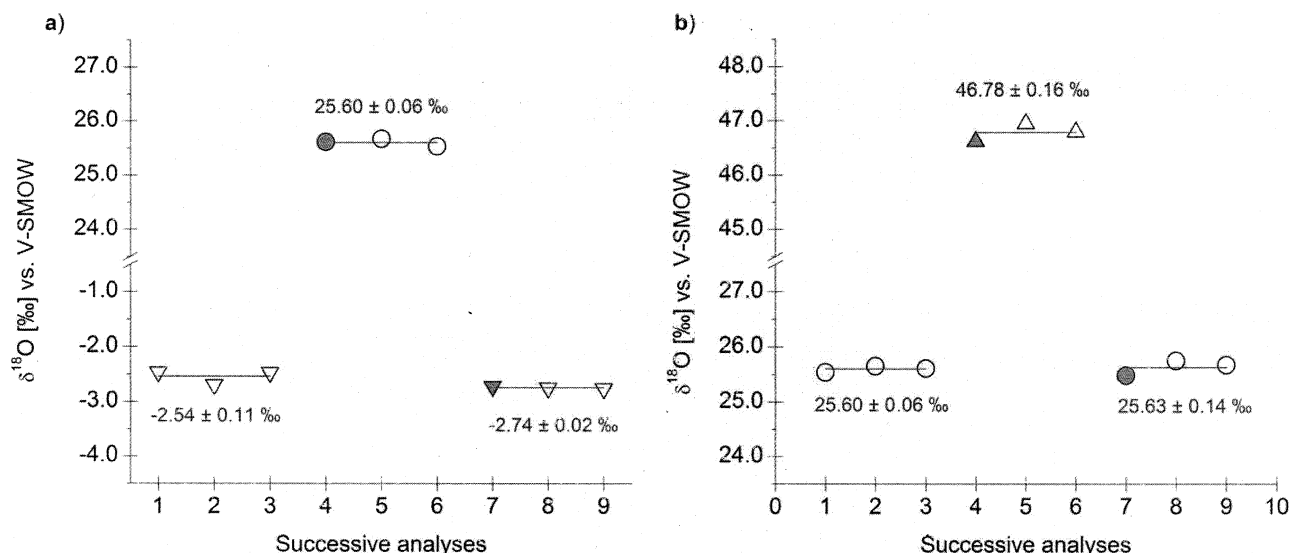 a)
27.0
26.0
25.0
24.0
-1.0
-2.0
-3.0
-4.0
δ¹⁸O [‰] vs. V-SMOW
25.60 ± 0.06 ‰
-2.54 ± 0.11 ‰
-2.74 ± 0.02 ‰
1 2 3 4 5 6 7 8 9
Successive analyses
b)
48.0
47.0
46.0
45.0
27.0
26.0
25.0
24.0
δ¹⁸O [‰] vs. V-SMOW
46.78 ± 0.16 ‰
25.60 ± 0.06 ‰
25.63 ± 0.14 ‰
0 1 2 3 4 5 6 7 8 9 10
Successive analyses